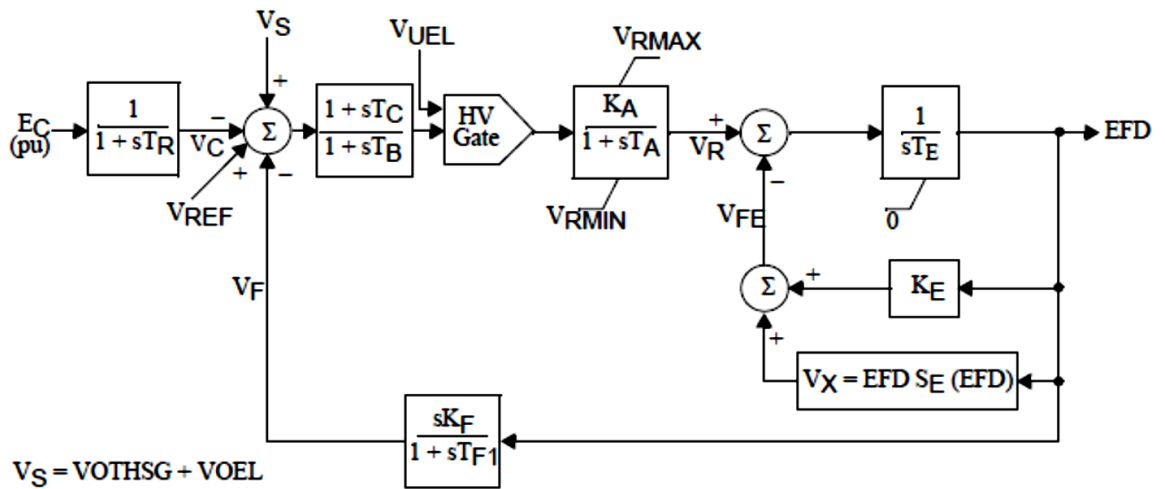 VS
VUEL
VRMAX
EC
(pu)
1
1 + sTR
−
VC
+
Σ
+
−
VREF
1 + sTC
1 + sTB
HV
Gate
KA
1 + sTA
VRMIN
+
VR
Σ
−
VFE
1
sTE
0
EFD
VF
Σ
+
+
KE
VX = EFD SE (EFD)
sKF
1 + sTF1
VS = VOTHSG + VOEL